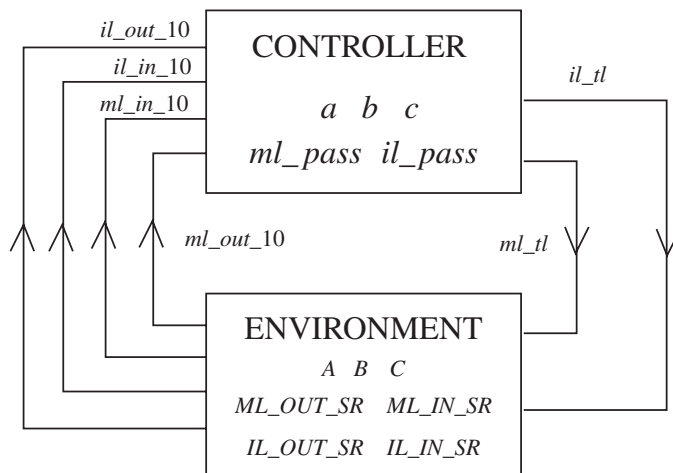 il_out_10
il_in_10
ml_in_10
CONTROLLER
a b c
ml_pass il_pass
il_tl
ml_out_10
ml_tl
ENVIRONMENT
A B C
ML_OUT_SR ML_IN_SR
IL_OUT_SR IL_IN_SR